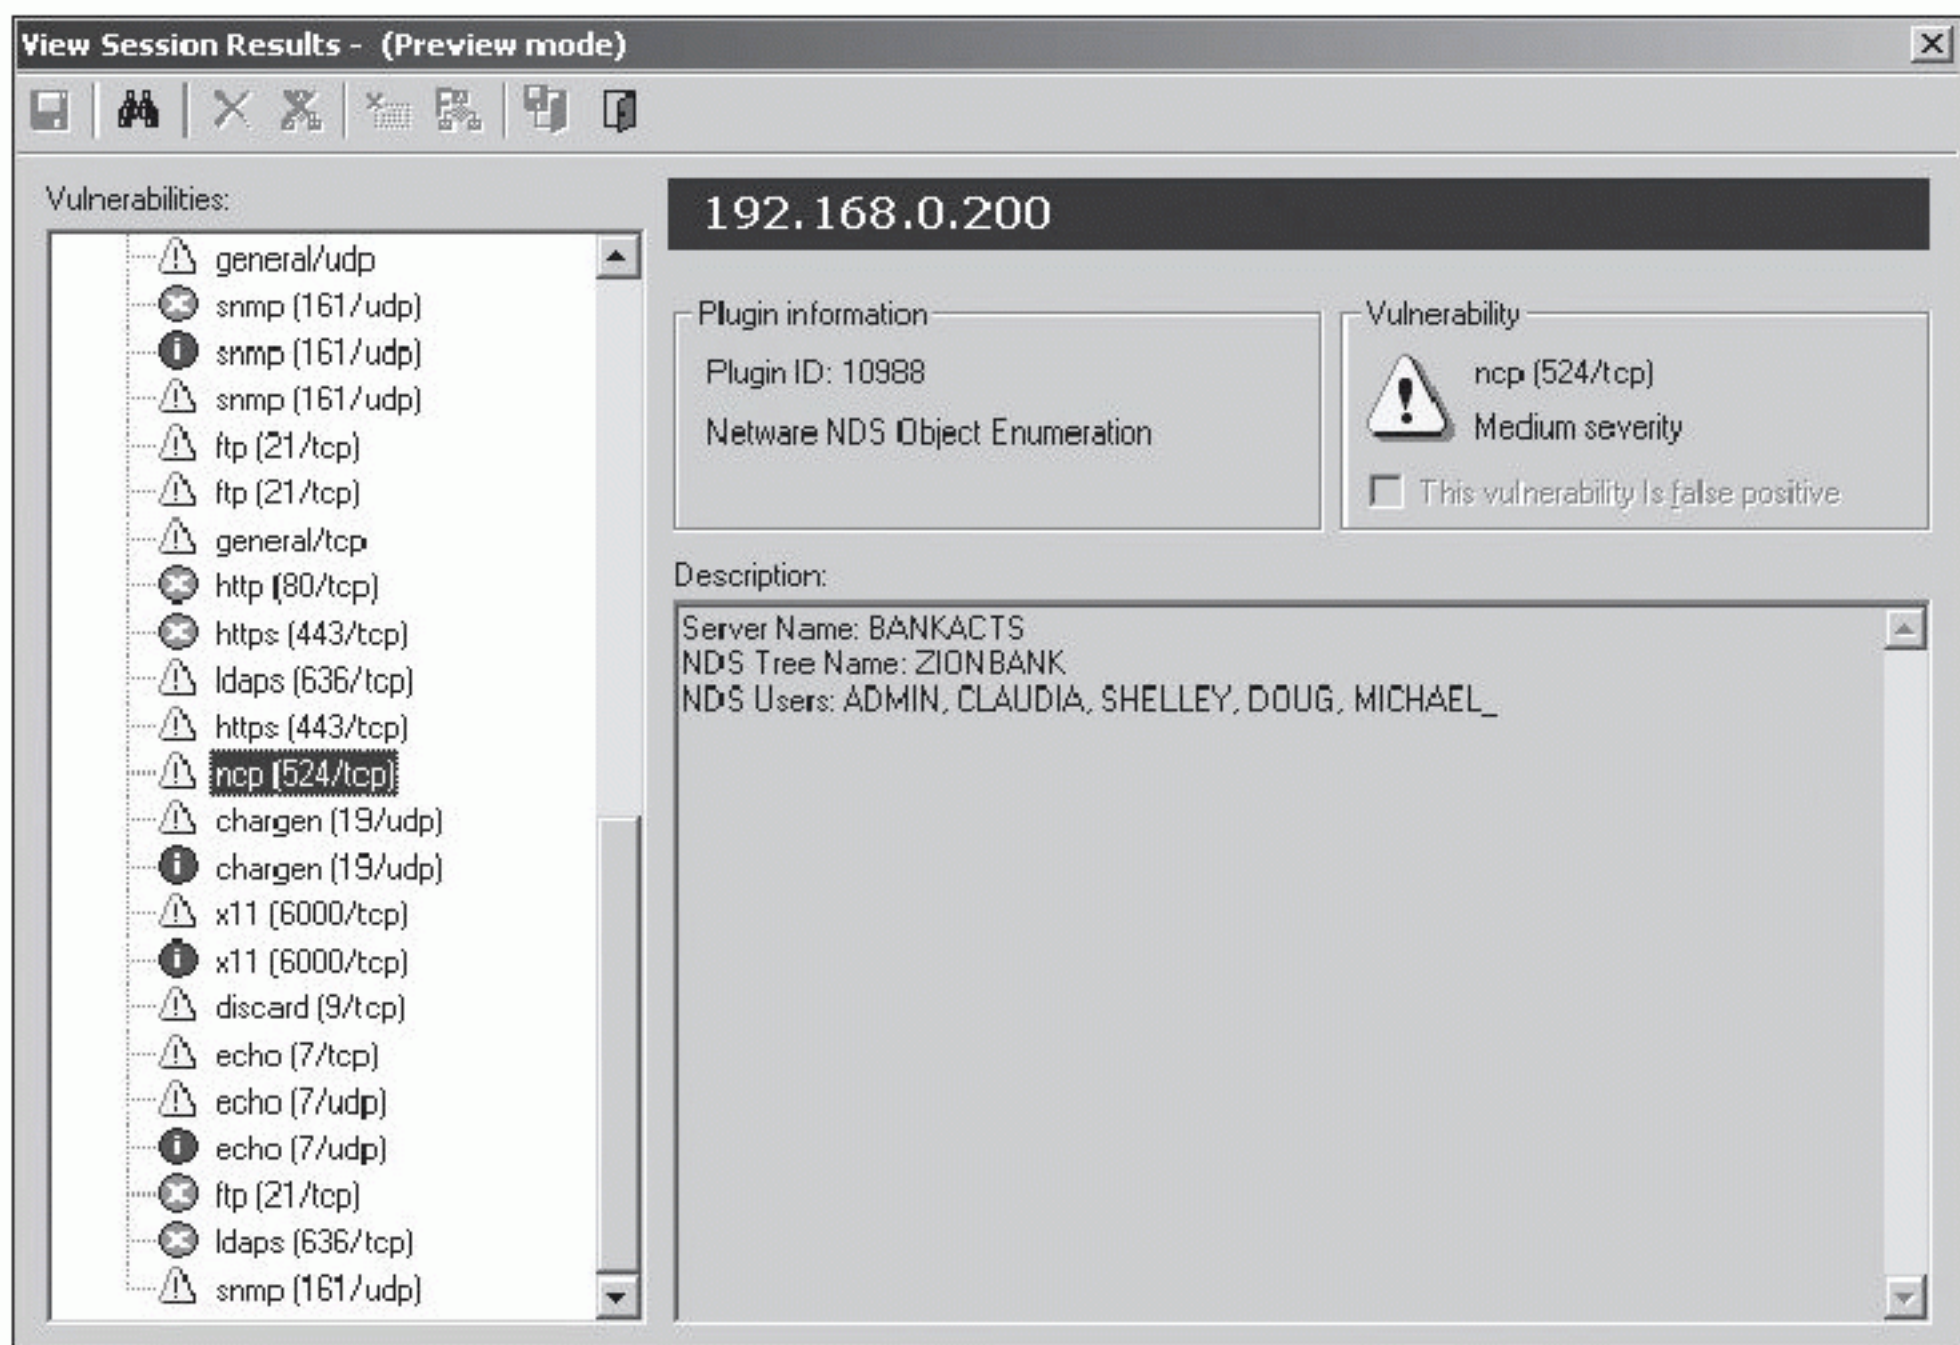 View Session Results - (Preview mode)
Vulnerabilities:
general/udp
snmp (161/udp)
snmp (161/udp)
snmp (161/udp)
ftp (21/tcp)
ftp (21/tcp)
general/tcp
http (80/tcp)
https (443/tcp)
ldaps (636/tcp)
https (443/tcp)
ncp (524/tcp)
chargen (19/udp)
chargen (19/udp)
x11 (6000/tcp)
x11 (6000/tcp)
discard (9/tcp)
echo (7/tcp)
echo (7/udp)
echo (7/udp)
ftp (21/tcp)
ldaps (636/tcp)
snmp (161/udp)
192.168.0.200
Plugin information
Plugin ID: 10988
Netware NDS Object Enumeration
Vulnerability
ncp (524/tcp)
Medium severity
This vulnerability Is false positive
Description:
Server Name: BANKACTS
NDS Tree Name: ZIONBANK
NDS Users: ADMIN, CLAUDIA, SHELLEY, DOUG, MICHAEL_